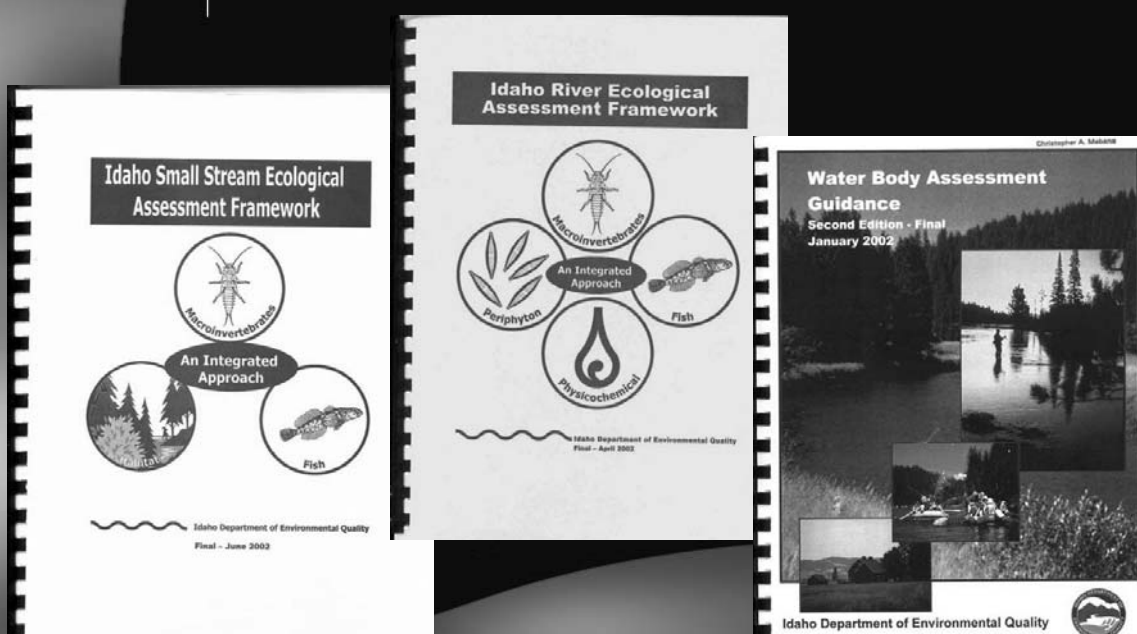 Idaho Small Stream Ecological
Assessment Framework
Macroinvertebrates
An Integrated
Approach
Habitat
Fish
Idaho Department of Environmental Quality
Final – June 2002
Idaho River Ecological
Assessment Framework
Macroinvertebrates
Periphyton
An Integrated
Approach
Fish
Physicochemical
Idaho Department of Environmental Quality
Final – April 2002
Christopher A. Mebane
Water Body Assessment
Guidance
Second Edition - Final
January 2002
Idaho Department of Environmental Quality